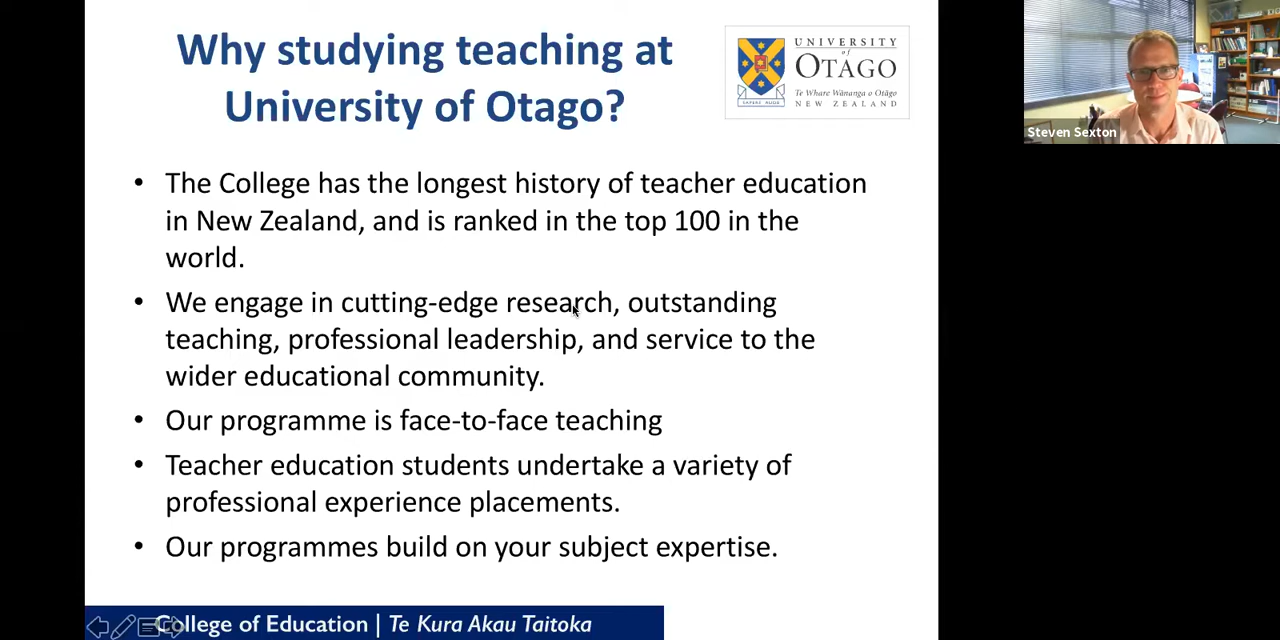 Why studying teaching at
University of Otago?
UNIVERSITY
of
OTAGO
Te Whare Wānanga o Otāgo
NEW ZEALAND
SAPERE AUDE
Steven Sexton
• The College has the longest history of teacher education
in New Zealand, and is ranked in the top 100 in the
world.
• We engage in cutting-edge research, outstanding
teaching, professional leadership, and service to the
wider educational community.
• Our programme is face-to-face teaching
• Teacher education students undertake a variety of
professional experience placements.
• Our programmes build on your subject expertise.
College of Education | Te Kura Akau Taitoka